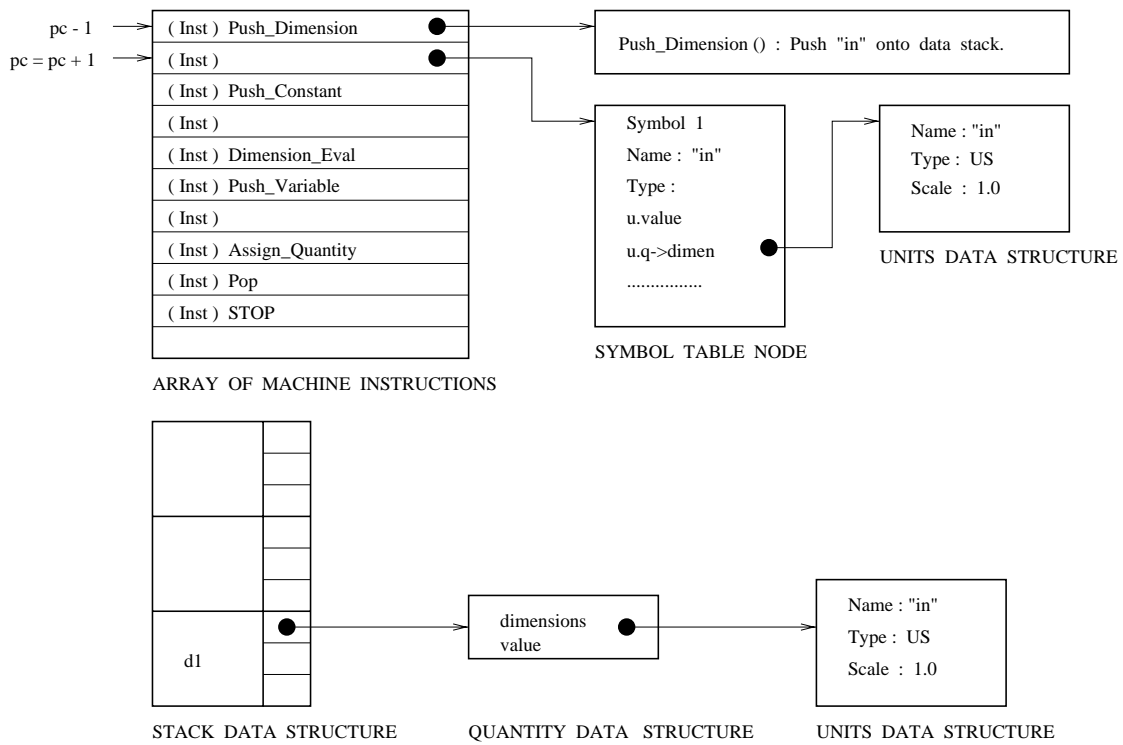 pc - 1
pc = pc + 1
( Inst ) Push_Dimension
( Inst )
( Inst ) Push_Constant
( Inst )
( Inst ) Dimension_Eval
( Inst ) Push_Variable
( Inst )
( Inst ) Assign_Quantity
( Inst ) Pop
( Inst ) STOP
ARRAY OF MACHINE INSTRUCTIONS
Push_Dimension () : Push "in" onto data stack.
Symbol 1
Name : "in"
Type :
u.value
u.q->dimen
................
SYMBOL TABLE NODE
Name : "in"
Type : US
Scale : 1.0
UNITS DATA STRUCTURE
d1
STACK DATA STRUCTURE
dimensions
value
QUANTITY DATA STRUCTURE
Name : "in"
Type : US
Scale : 1.0
UNITS DATA STRUCTURE